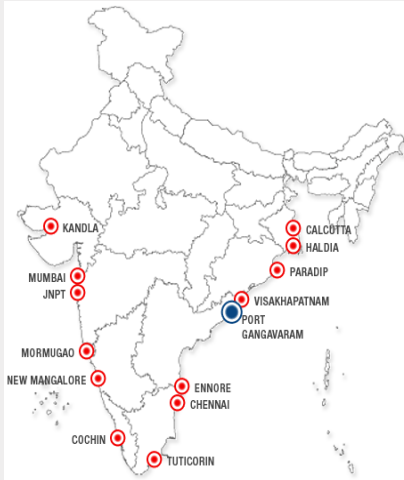 KANDLA
CALCUTTA
HALDIA
PARADIP
MUMBAI
JNPT
VISAKHAPATNAM
PORT
GANGAVARAM
MORMUGAO
NEW MANGALORE
ENNORE
CHENNAI
COCHIN
TUTICORIN